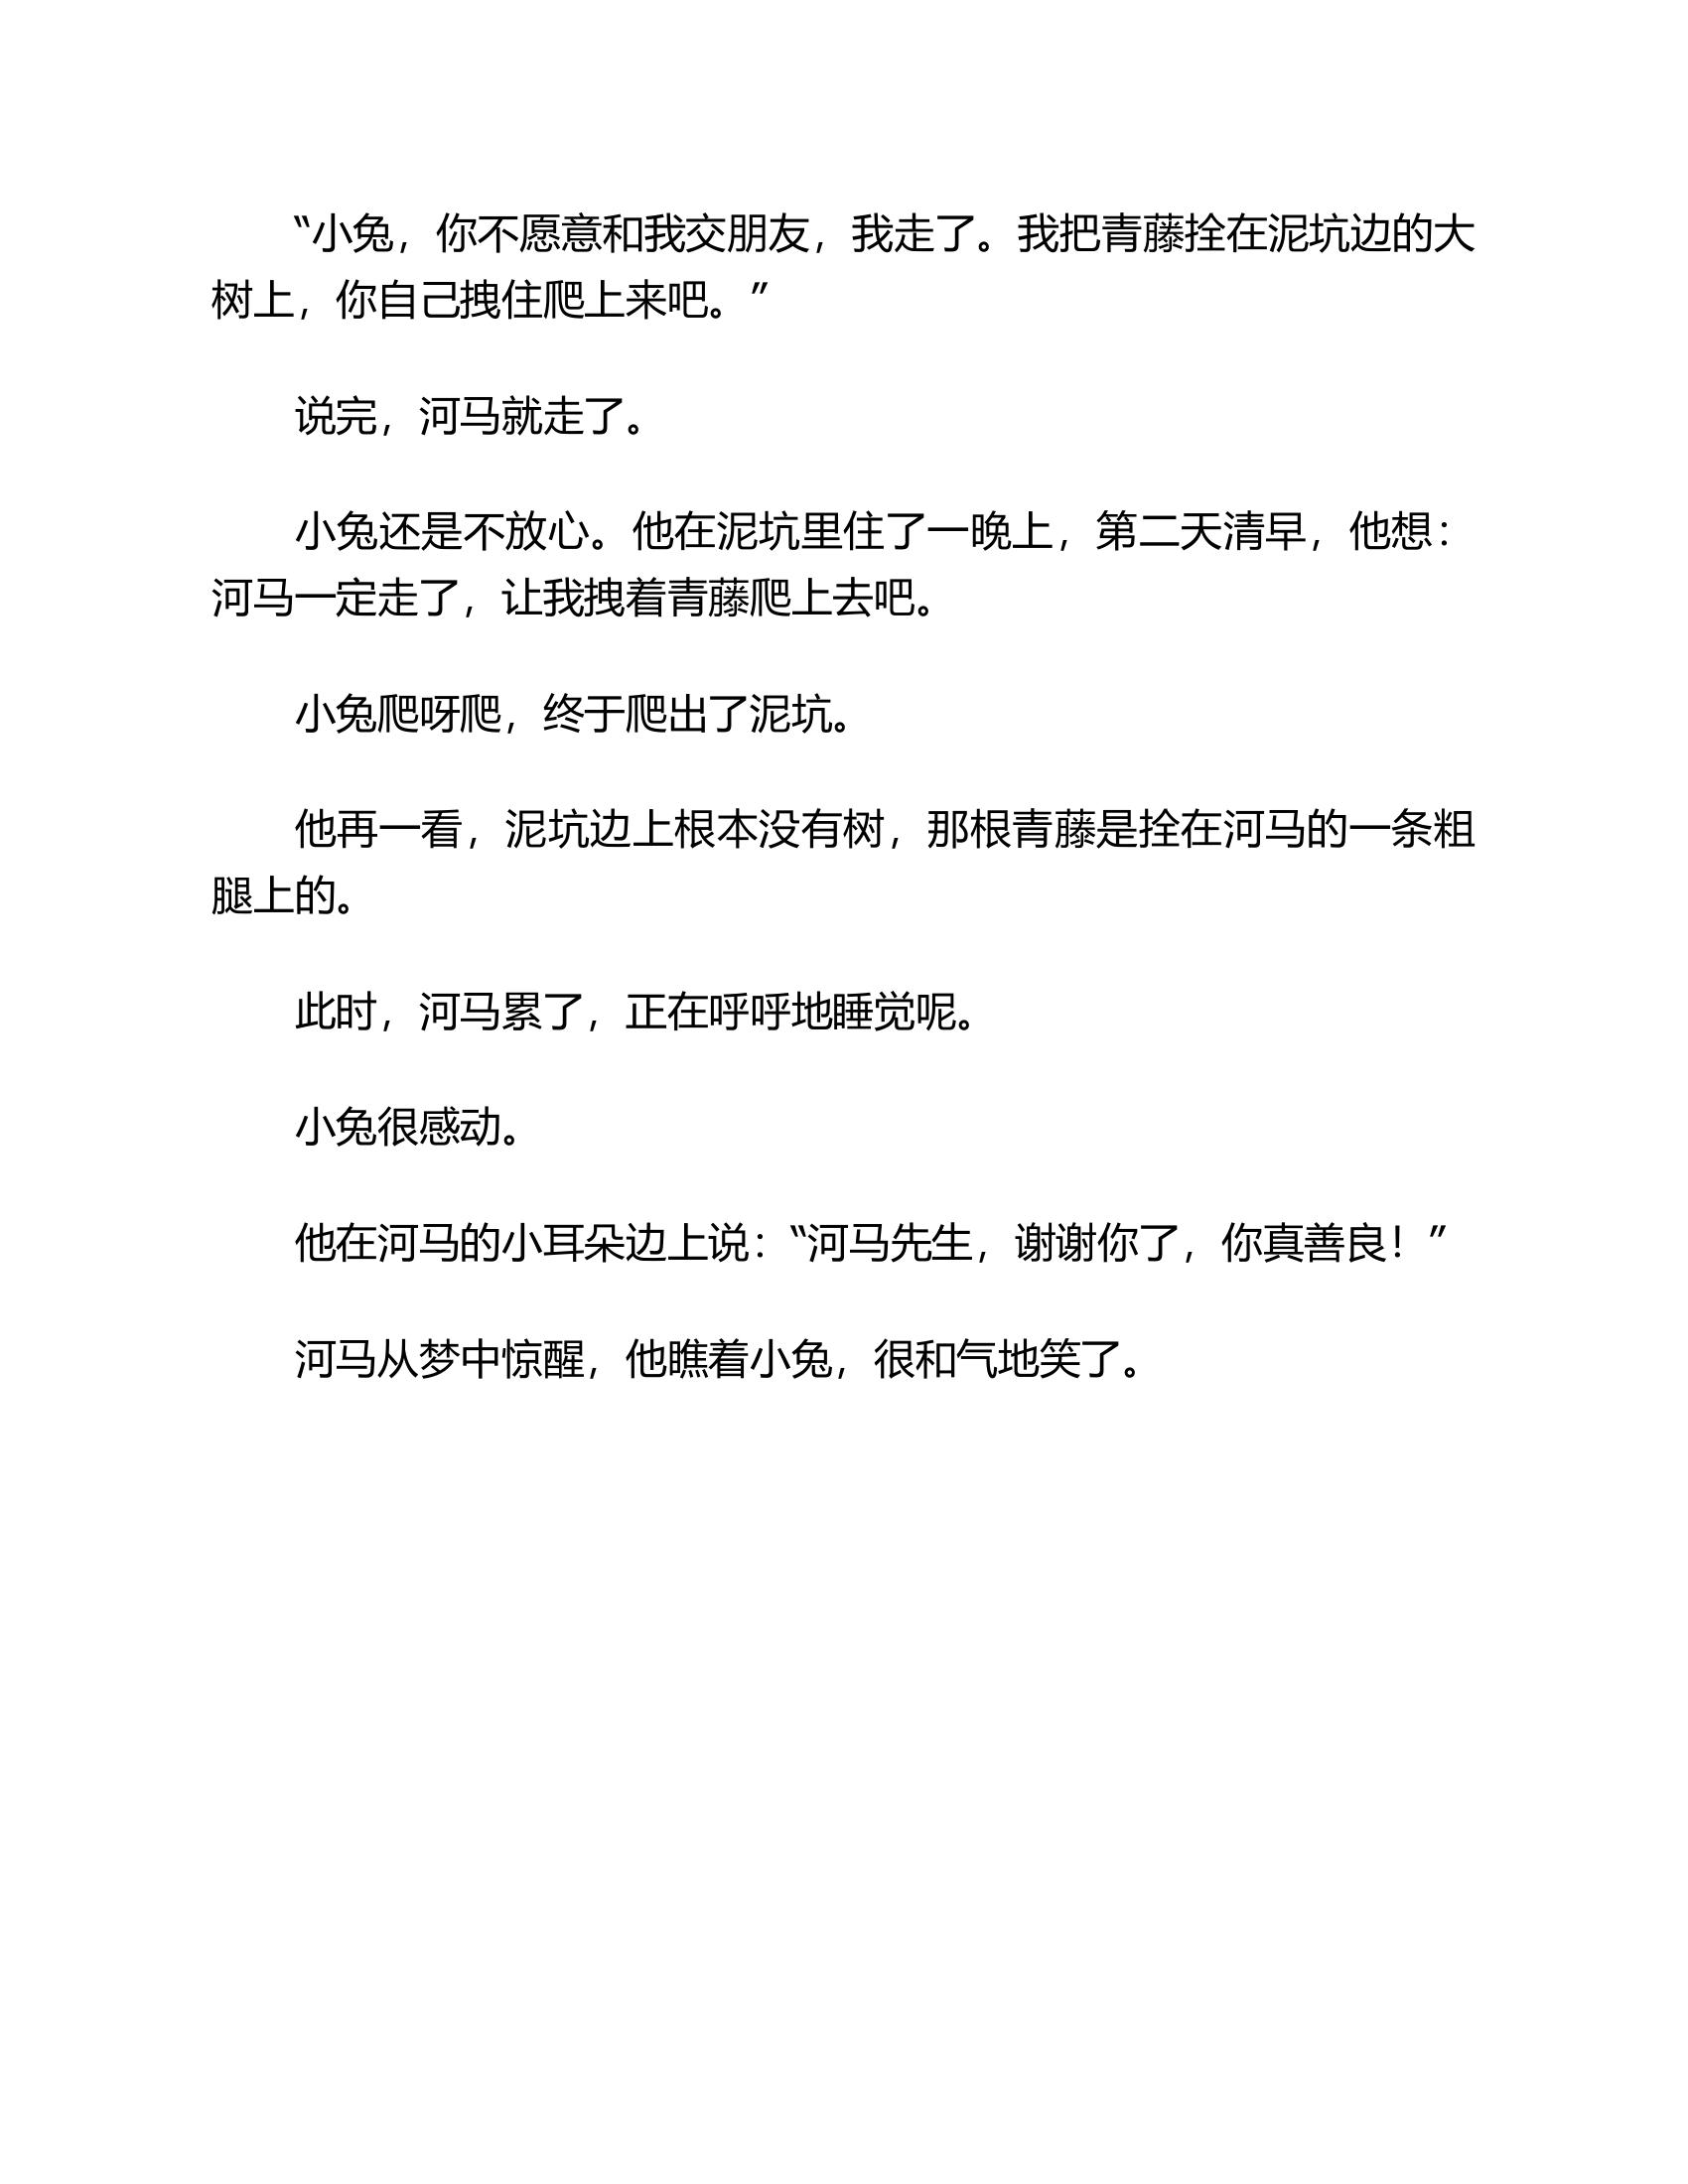 “小兔，你不愿意和我交朋友，我走了。我把青藤拴在泥坑边的大
树上，你自己拽住爬上来吧。”
说完，河马就走了。
小兔还是不放心。他在泥坑里住了一晚上，第二天清早，他想：
河马一定走了，让我拽着青藤爬上去吧。
小兔爬呀爬，终于爬出了泥坑。
他再一看，泥坑边上根本没有树，那根青藤是拴在河马的一条粗
腿上的。
此时，河马累了，正在呼呼地睡觉呢。
小兔很感动。
他在河马的小耳朵边上说：“河马先生，谢谢你了，你真善良！”
河马从梦中惊醒，他瞧着小兔，很和气地笑了。